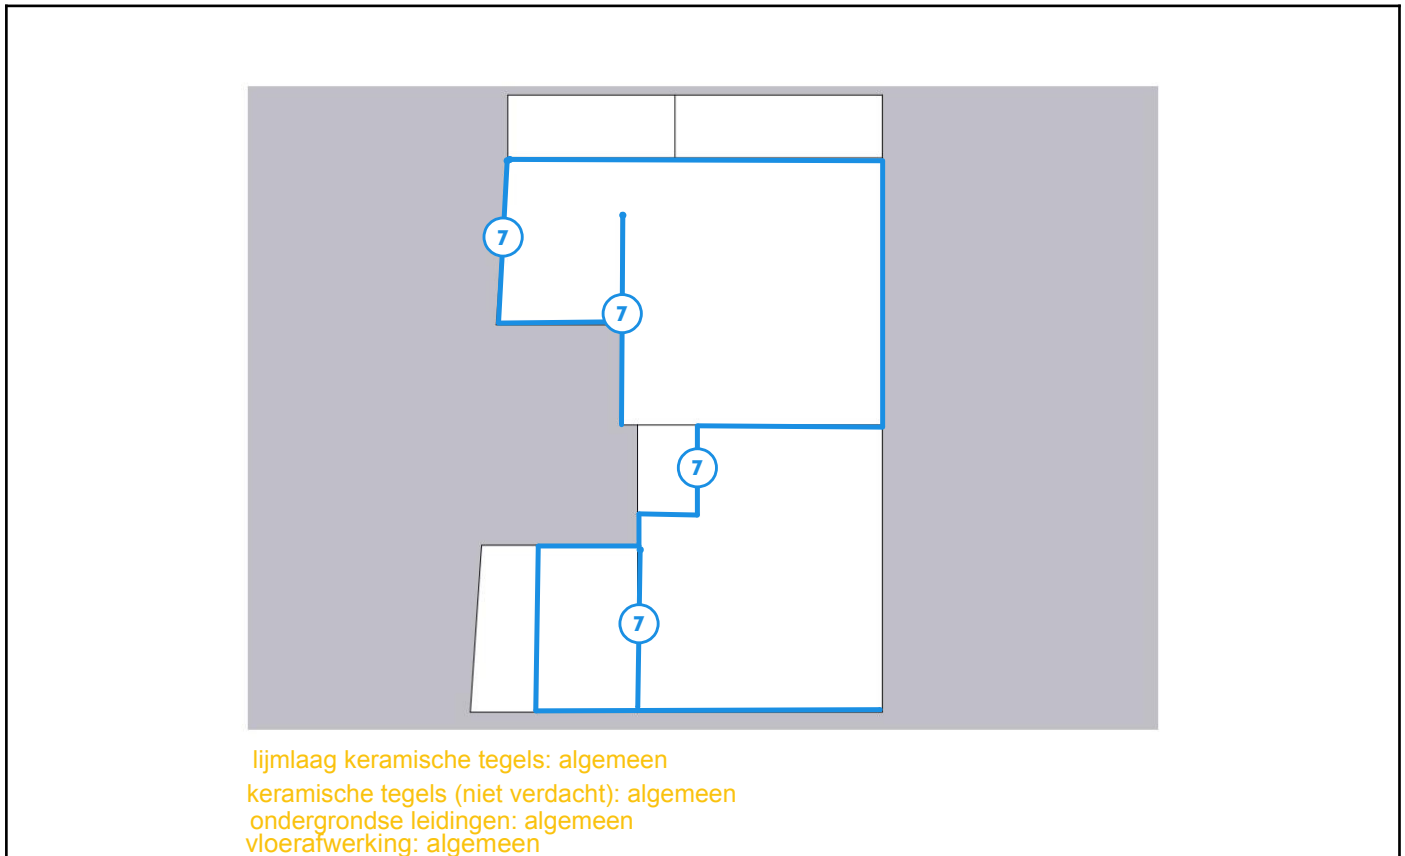 7
7
7
7
lijmlaag keramische tegels: algemeen
keramische tegels (niet verdacht): algemeen
ondergrondse leidingen: algemeen
vloerafwerking: algemeen